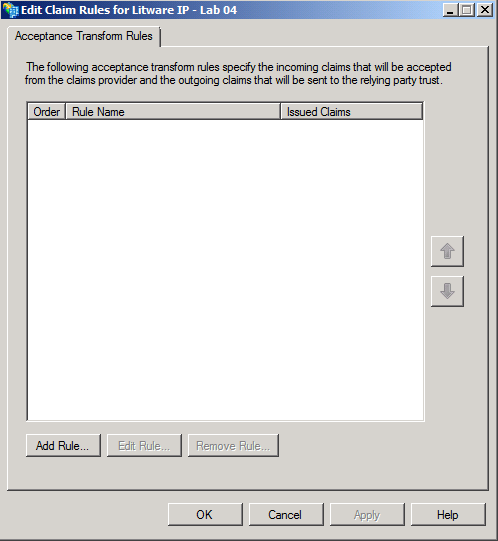 Edit Claim Rules for Litware IP - Lab 04
Acceptance Transform Rules
The following acceptance transform rules specify the incoming claims that will be accepted
from the claims provider and the outgoing claims that will be sent to the relying party trust.
Order Rule Name Issued Claims
Add Rule... Edit Rule... Remove Rule...
OK Cancel Apply Help